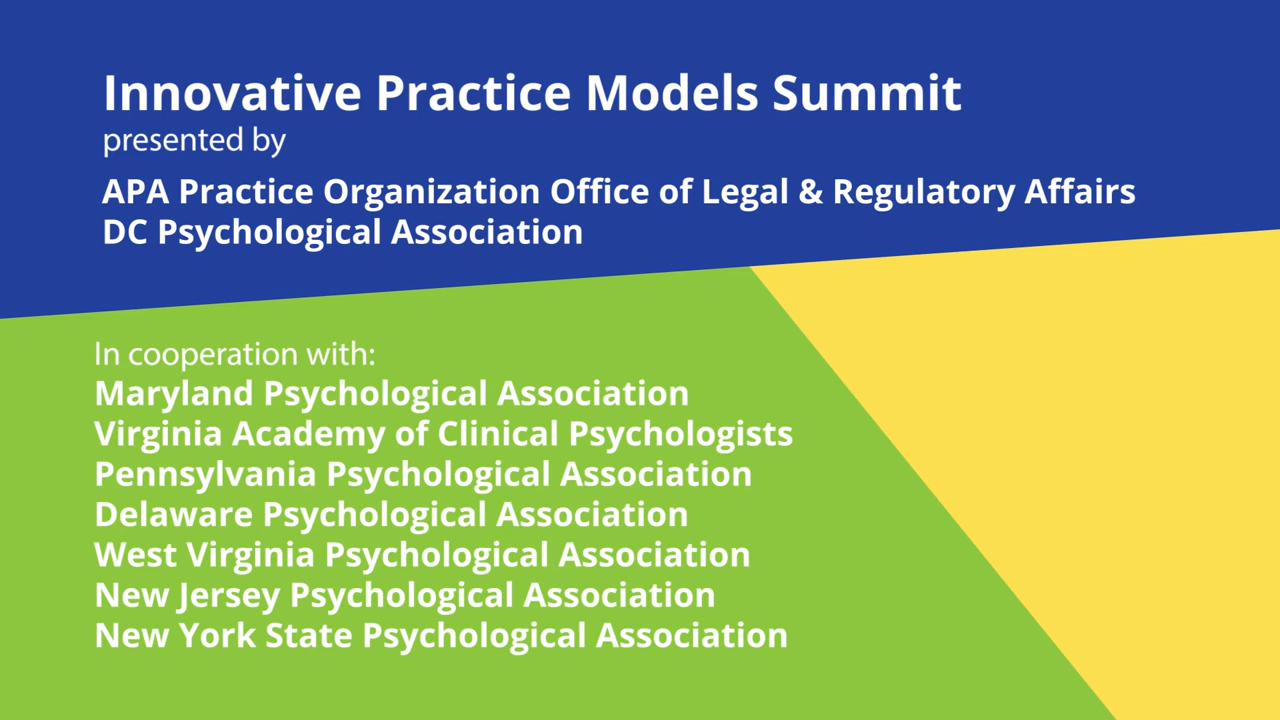 Innovative Practice Models Summit
presented by
APA Practice Organization Office of Legal & Regulatory Affairs
DC Psychological Association
In cooperation with:
Maryland Psychological Association
Virginia Academy of Clinical Psychologists
Pennsylvania Psychological Association
Delaware Psychological Association
West Virginia Psychological Association
New Jersey Psychological Association
New York State Psychological Association